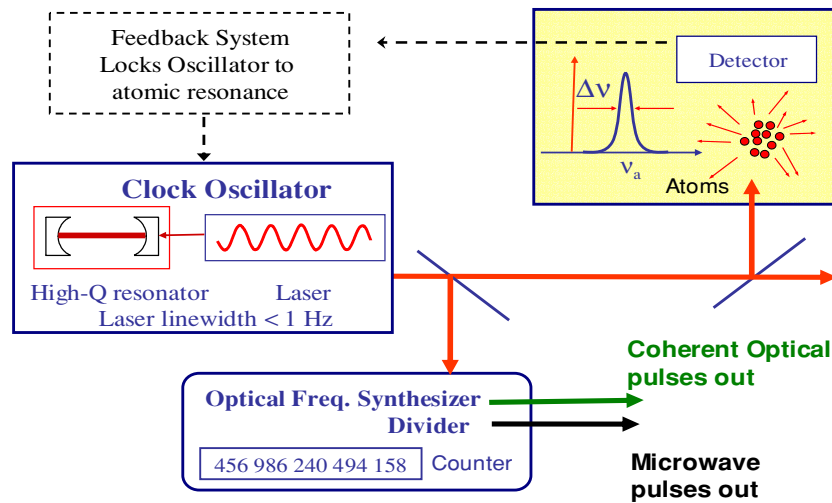 Feedback System
Locks Oscillator to
atomic resonance
Detector
Δν
ν_a
Atoms
Clock Oscillator
High-Q resonator
Laser
Laser linewidth < 1 Hz
Coherent Optical
pulses out
Optical Freq. Synthesizer
Divider
456 986 240 494 158
Counter
Microwave
pulses out